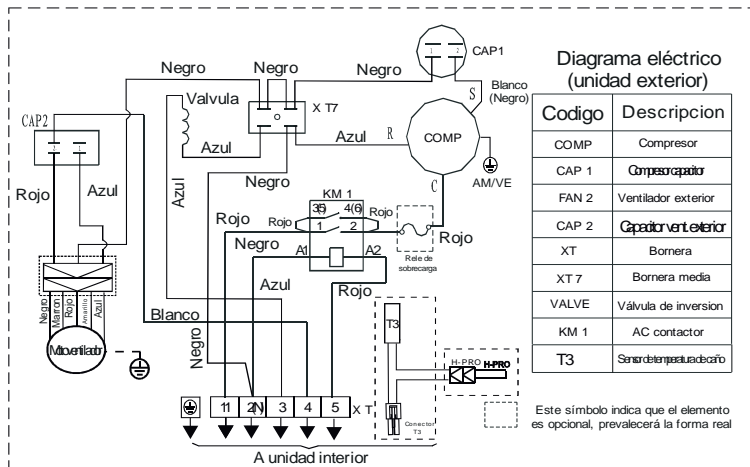 Diagrama eléctrico
(unidad exterior)
Codigo Descripcion
COMP Compresor
CAP 1 Compresor capacitor
FAN 2 Ventilador exterior
CAP 2 Capacitor vent. exterior
XT Bornera
XT 7 Bornera media
VALVE Válvula de inversion
KM 1 AC contactor
T3 Sensor de temperatura de caño
Este símbolo indica que el elemento
es opcional, prevalecerá la forma real
CAP1
1 2
Negro
Negro
Negro
Blanco
(Negro)
S
Valvula
X T7
CAP2
Azul
Azul
R
COMP
C
AM/VE
Rojo
Azul
Azul
Negro
KM 1
3(5) 4(6)
Rojo
Rojo
Rojo
1 2
Rojo
Rele de
sobrecarga
Negro
A1 A2
Azul
Rojo
Blanco
Negro
Negro
Marron
Rojo
Amarillo
Azul
Motoventilador
T3
H-PRO H-PRO
Conector
T3
11 2(N) 3 4 5 X T
A unidad interior